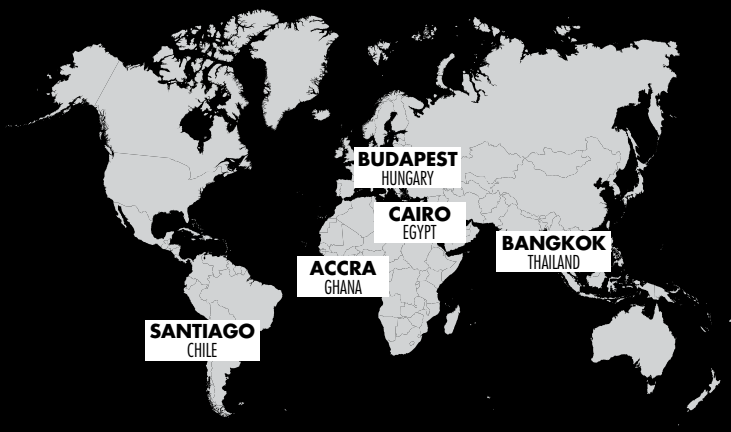 BUDAPEST
HUNGARY
CAIRO
EGYPT
BANGKOK
THAILAND
ACCRA
GHANA
SANTIAGO
CHILE